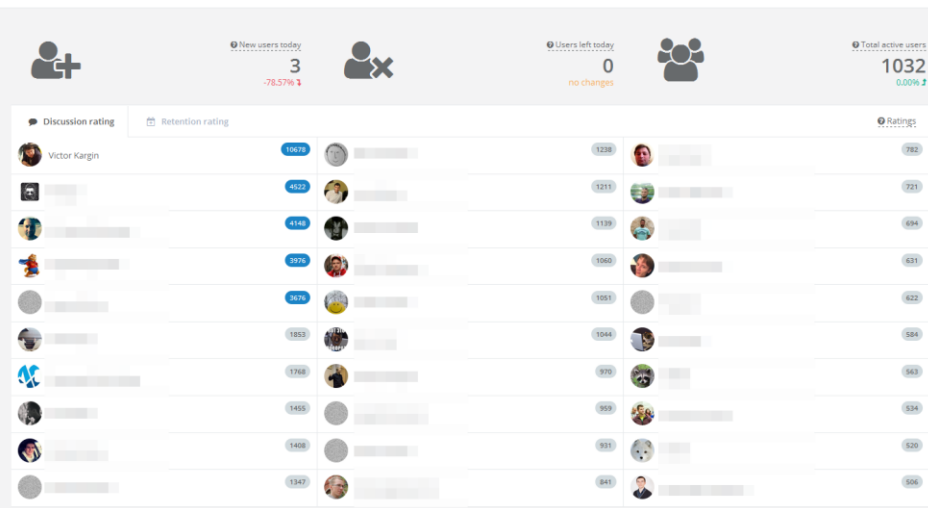 New users today
3
-78.57%
Users left today
0
no changes
Total active users
1032
0.00%
Discussion rating
Retention rating
Ratings
Victor Kargin 10678 1238 782
4522 1211 721
4148 1139 694
3976 1060 631
3676 1051 622
1853 1044 584
1768 970 563
1455 959 534
1408 931 520
1347 841 506